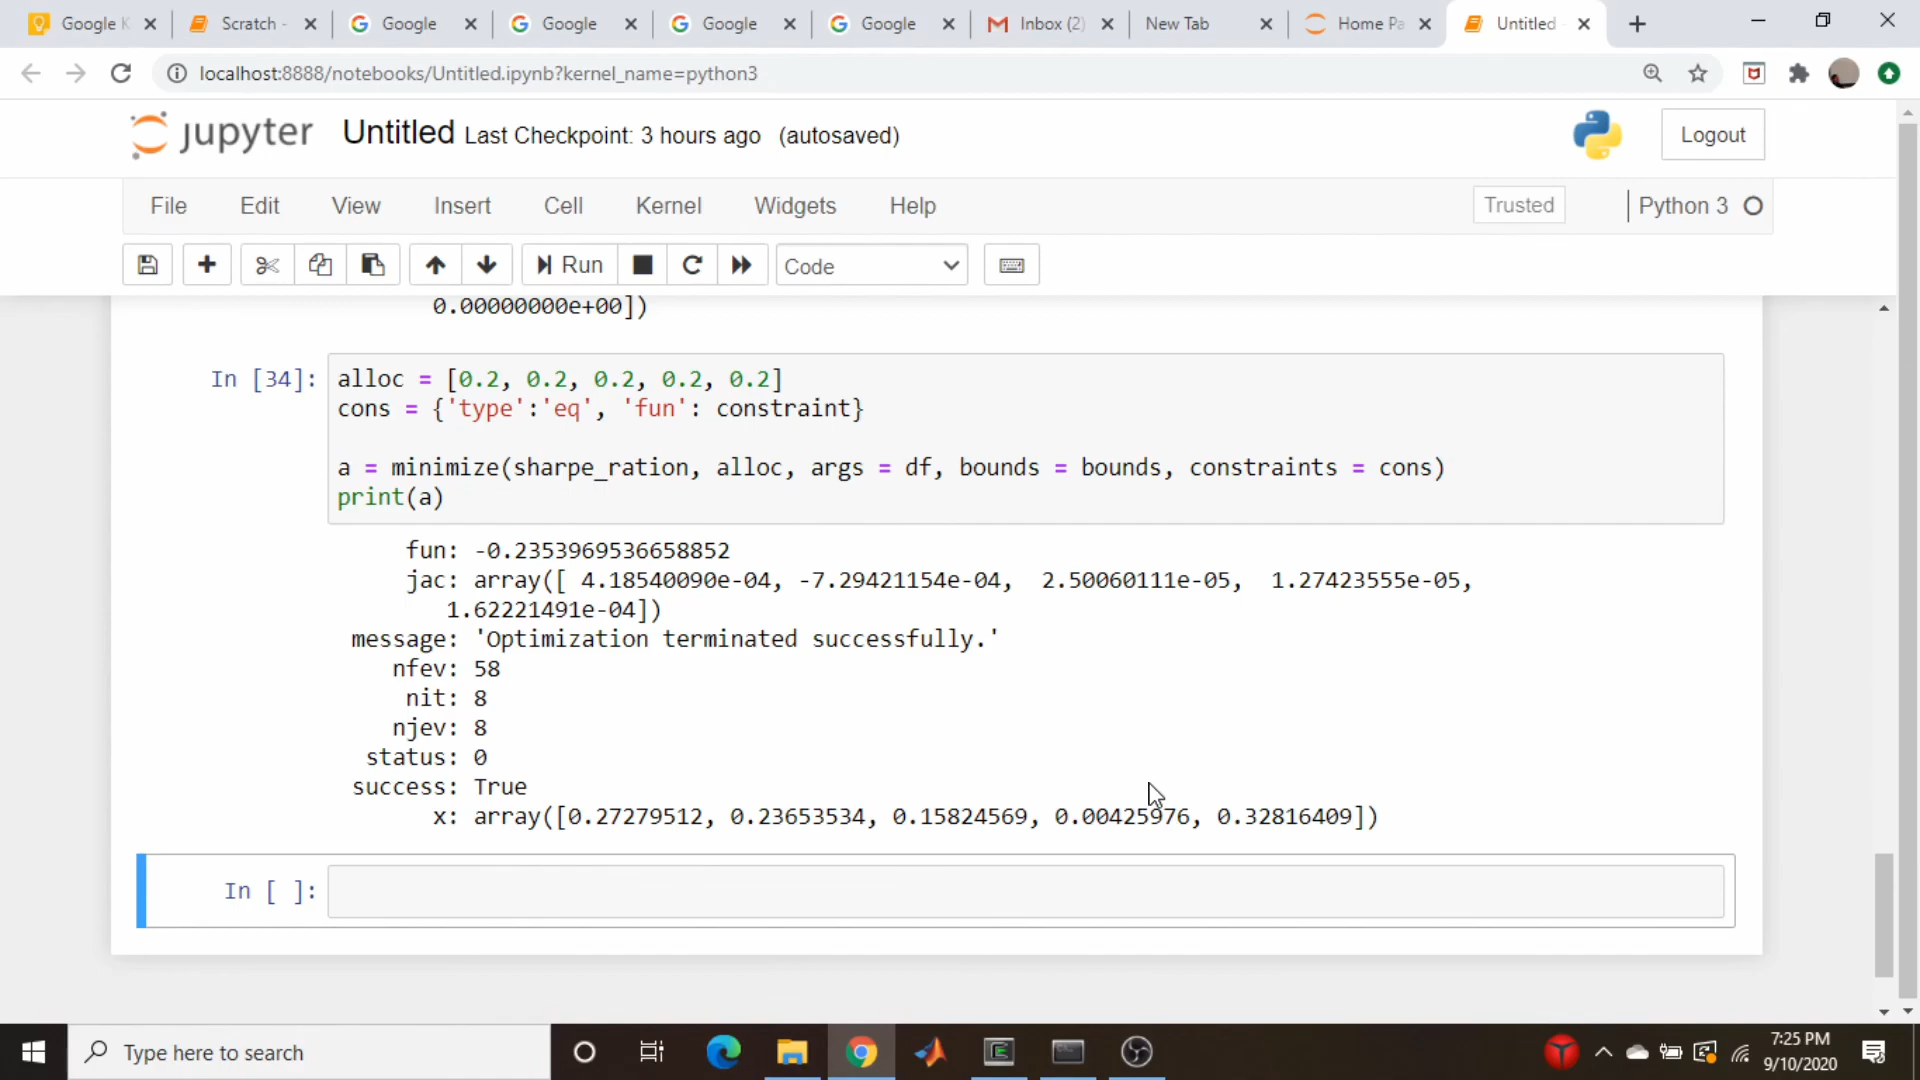 Google K
Scratch -
Google
Google
Google
Google
Inbox (2)
New Tab
Home Pa
Untitled
localhost:8888/notebooks/Untitled.ipynb?kernel_name=python3
jupyter Untitled Last Checkpoint: 3 hours ago (autosaved)
Logout
File Edit View Insert Cell Kernel Widgets Help
Trusted
Python 3
Run
Code
0.00000000e+00])
In [34]: alloc = [0.2, 0.2, 0.2, 0.2, 0.2]
cons = {'type':'eq', 'fun': constraint}
a = minimize(sharpe_ration, alloc, args = df, bounds = bounds, constraints = cons)
print(a)
fun: -0.2353969536658852
jac: array([ 4.18540090e-04, -7.29421154e-04, 2.50060111e-05, 1.27423555e-05,
1.62221491e-04])
message: 'Optimization terminated successfully.'
nfev: 58
nit: 8
njev: 8
status: 0
success: True
x: array([0.27279512, 0.23653534, 0.15824569, 0.00425976, 0.32816409])
In [ ]:
Type here to search
7:25 PM
9/10/2020